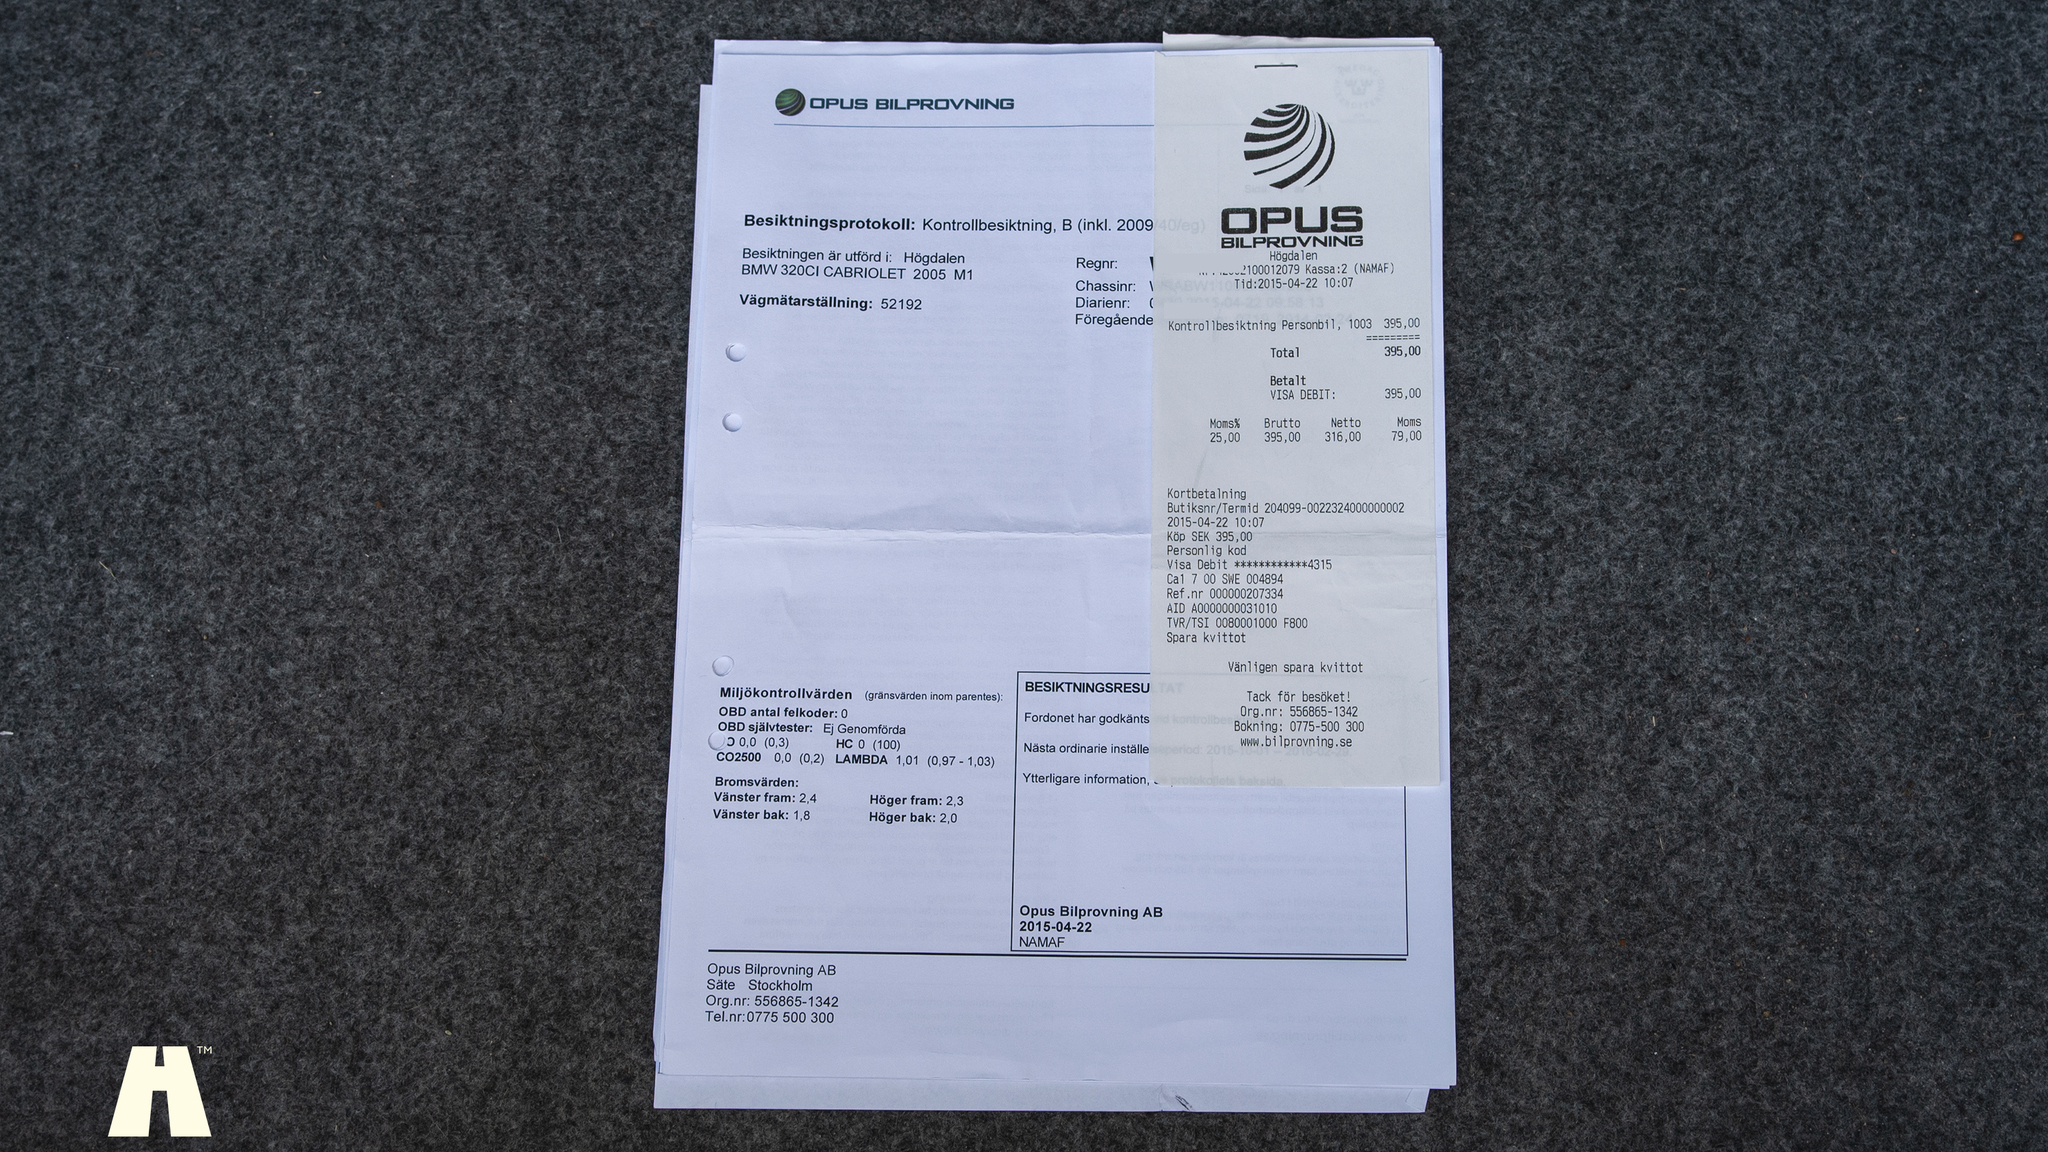 OPUS BILPROVNING
Besiktningsprotokoll: Kontrollbesiktning, B (inkl. 2009/40/eg)
Besiktningen är utförd i: Högdalen
BMW 320CI CABRIOLET 2005 M1
Vägmätarställning: 52192
Regnr:
Chassinr:
Diarienr:
Föregående
Miljökontrollvärden (gränsvärden inom parentes):
OBD antal felkoder: 0
OBD självtester: Ej Genomförda
0,0 (0,3) HC 0 (100)
CO2500 0,0 (0,2) LAMBDA 1,01 (0,97 - 1,03)
Bromsvärden:
Vänster fram: 2,4 Höger fram: 2,3
Vänster bak: 1,8 Höger bak: 2,0
BESIKTNINGSRESULTAT
Fordonet har godkänts
Nästa ordinarie inställelseperiod:
Ytterligare information, se protokollets baksida
Opus Bilprovning AB
2015-04-22
NAMAF
Opus Bilprovning AB
Säte Stockholm
Org.nr: 556865-1342
Tel.nr:0775 500 300
OPUS
BILPROVNING
Högdalen
Kassa:2 (NAMAF)
Tid:2015-04-22 10:07
Kontrollbesiktning Personbil, 1003 395,00
=========
Total 395,00
Betalt
VISA DEBIT: 395,00
Moms% Brutto Netto Moms
25,00 395,00 316,00 79,00
Kortbetalning
Butiksnr/Termid 204099-0022324000000002
2015-04-22 10:07
Köp SEK 395,00
Personlig kod
Visa Debit ************4315
Ca1 7 00 SWE 004894
Ref.nr 000000207334
AID A0000000031010
TVR/TSI 0080001000 F800
Spara kvittot
Vänligen spara kvittot
Tack för besöket!
Org.nr: 556865-1342
Bokning: 0775-500 300
www.bilprovning.se
H™